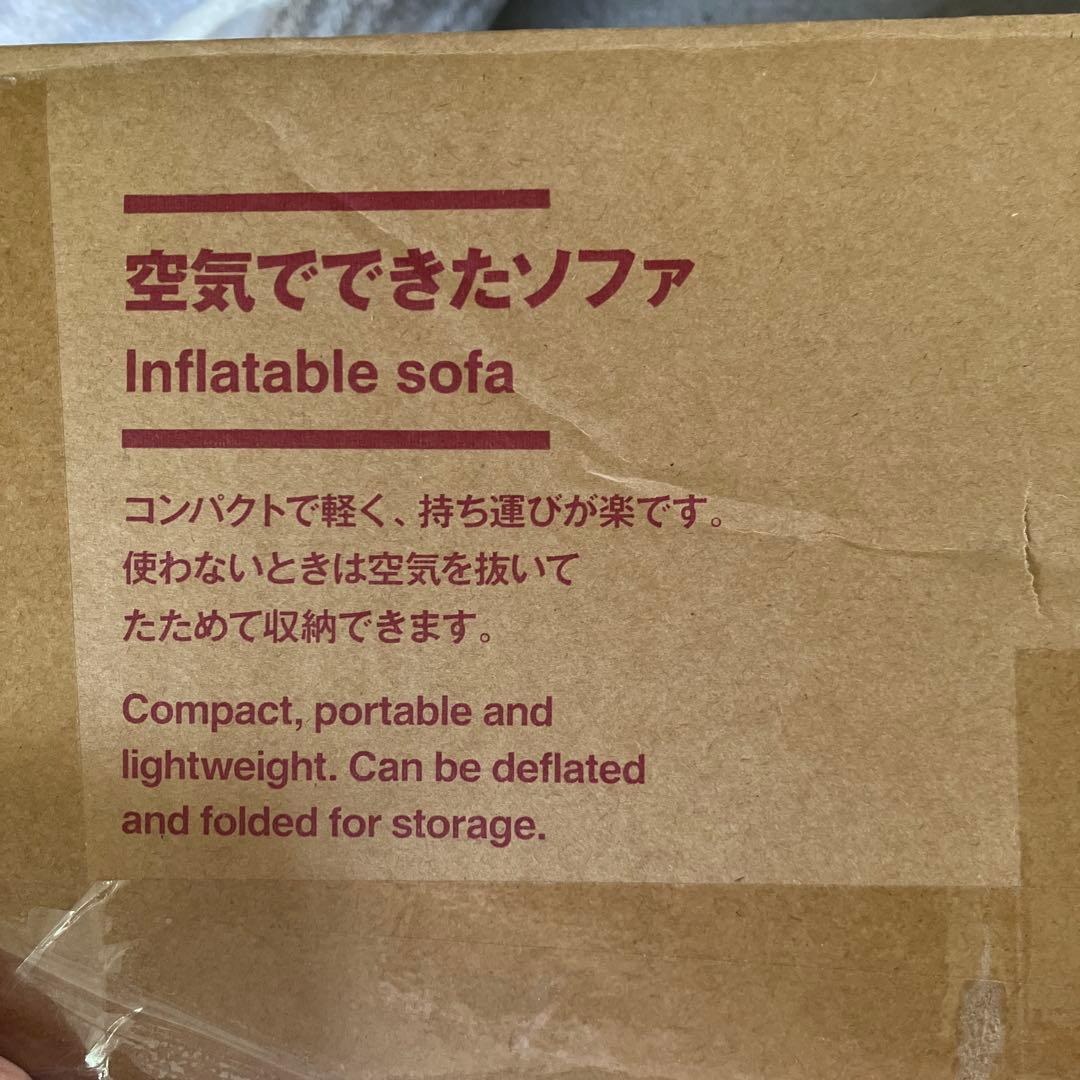 空気でできたソファ
Inflatable sofa
コンパクトで軽く、持ち運びが楽です。
使わないときは空気を抜いて
たためて収納できます。
Compact, portable and
lightweight. Can be deflated
and folded for storage.